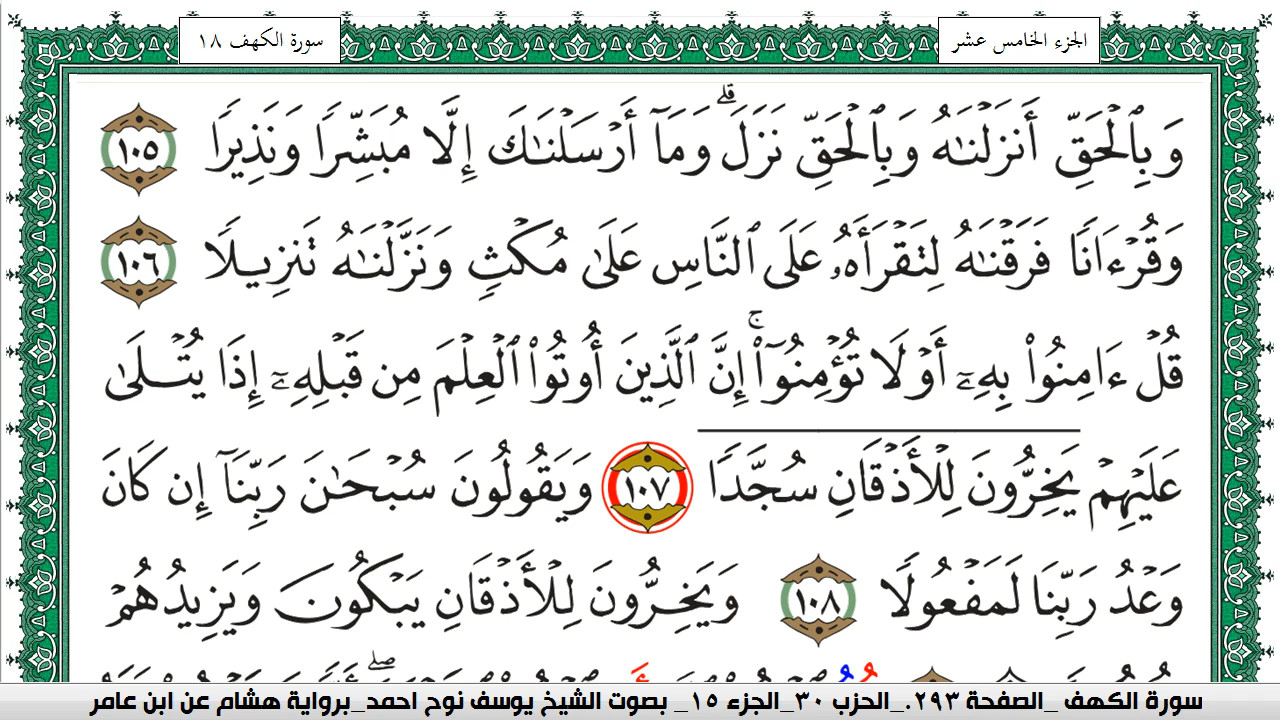 الجزء الخامس عشر
سورة الكهف ١٨
وَبِٱلْحَقِّ أَنزَلْنَٰهُ وَبِٱلْحَقِّ نَزَلَ ۗ وَمَآ أَرْسَلْنَٰكَ إِلَّا مُبَشِّرًا وَنَذِيرًا ١٠٥
وَقُرْءَانًا فَرَقْنَٰهُ لِتَقْرَأَهُۥ عَلَى ٱلنَّاسِ عَلَىٰ مُكْثٍ وَنَزَّلْنَٰهُ تَنزِيلًا ١٠٦
قُلْ ءَامِنُوا۟ بِهِۦٓ أَوْ لَا تُؤْمِنُوٓا۟ ۚ إِنَّ ٱلَّذِينَ أُوتُوا۟ ٱلْعِلْمَ مِن قَبْلِهِۦٓ إِذَا يُتْلَىٰ
عَلَيْهِمْ يَخِرُّونَ لِلْأَذْقَانِ سُجَّدًا ١٠٧ وَيَقُولُونَ سُبْحَٰنَ رَبِّنَآ إِن كَانَ
وَعْدُ رَبِّنَا لَمَفْعُولًا ١٠٨ وَيَخِرُّونَ لِلْأَذْقَانِ يَبْكُونَ وَيَزِيدُهُمْ
سورة الكهف _الصفحة ٢٩٣._الحزب ٣٠_الجزء ١٥_ بصوت الشيخ يوسف نوح احمد_برواية هشام عن ابن عامر